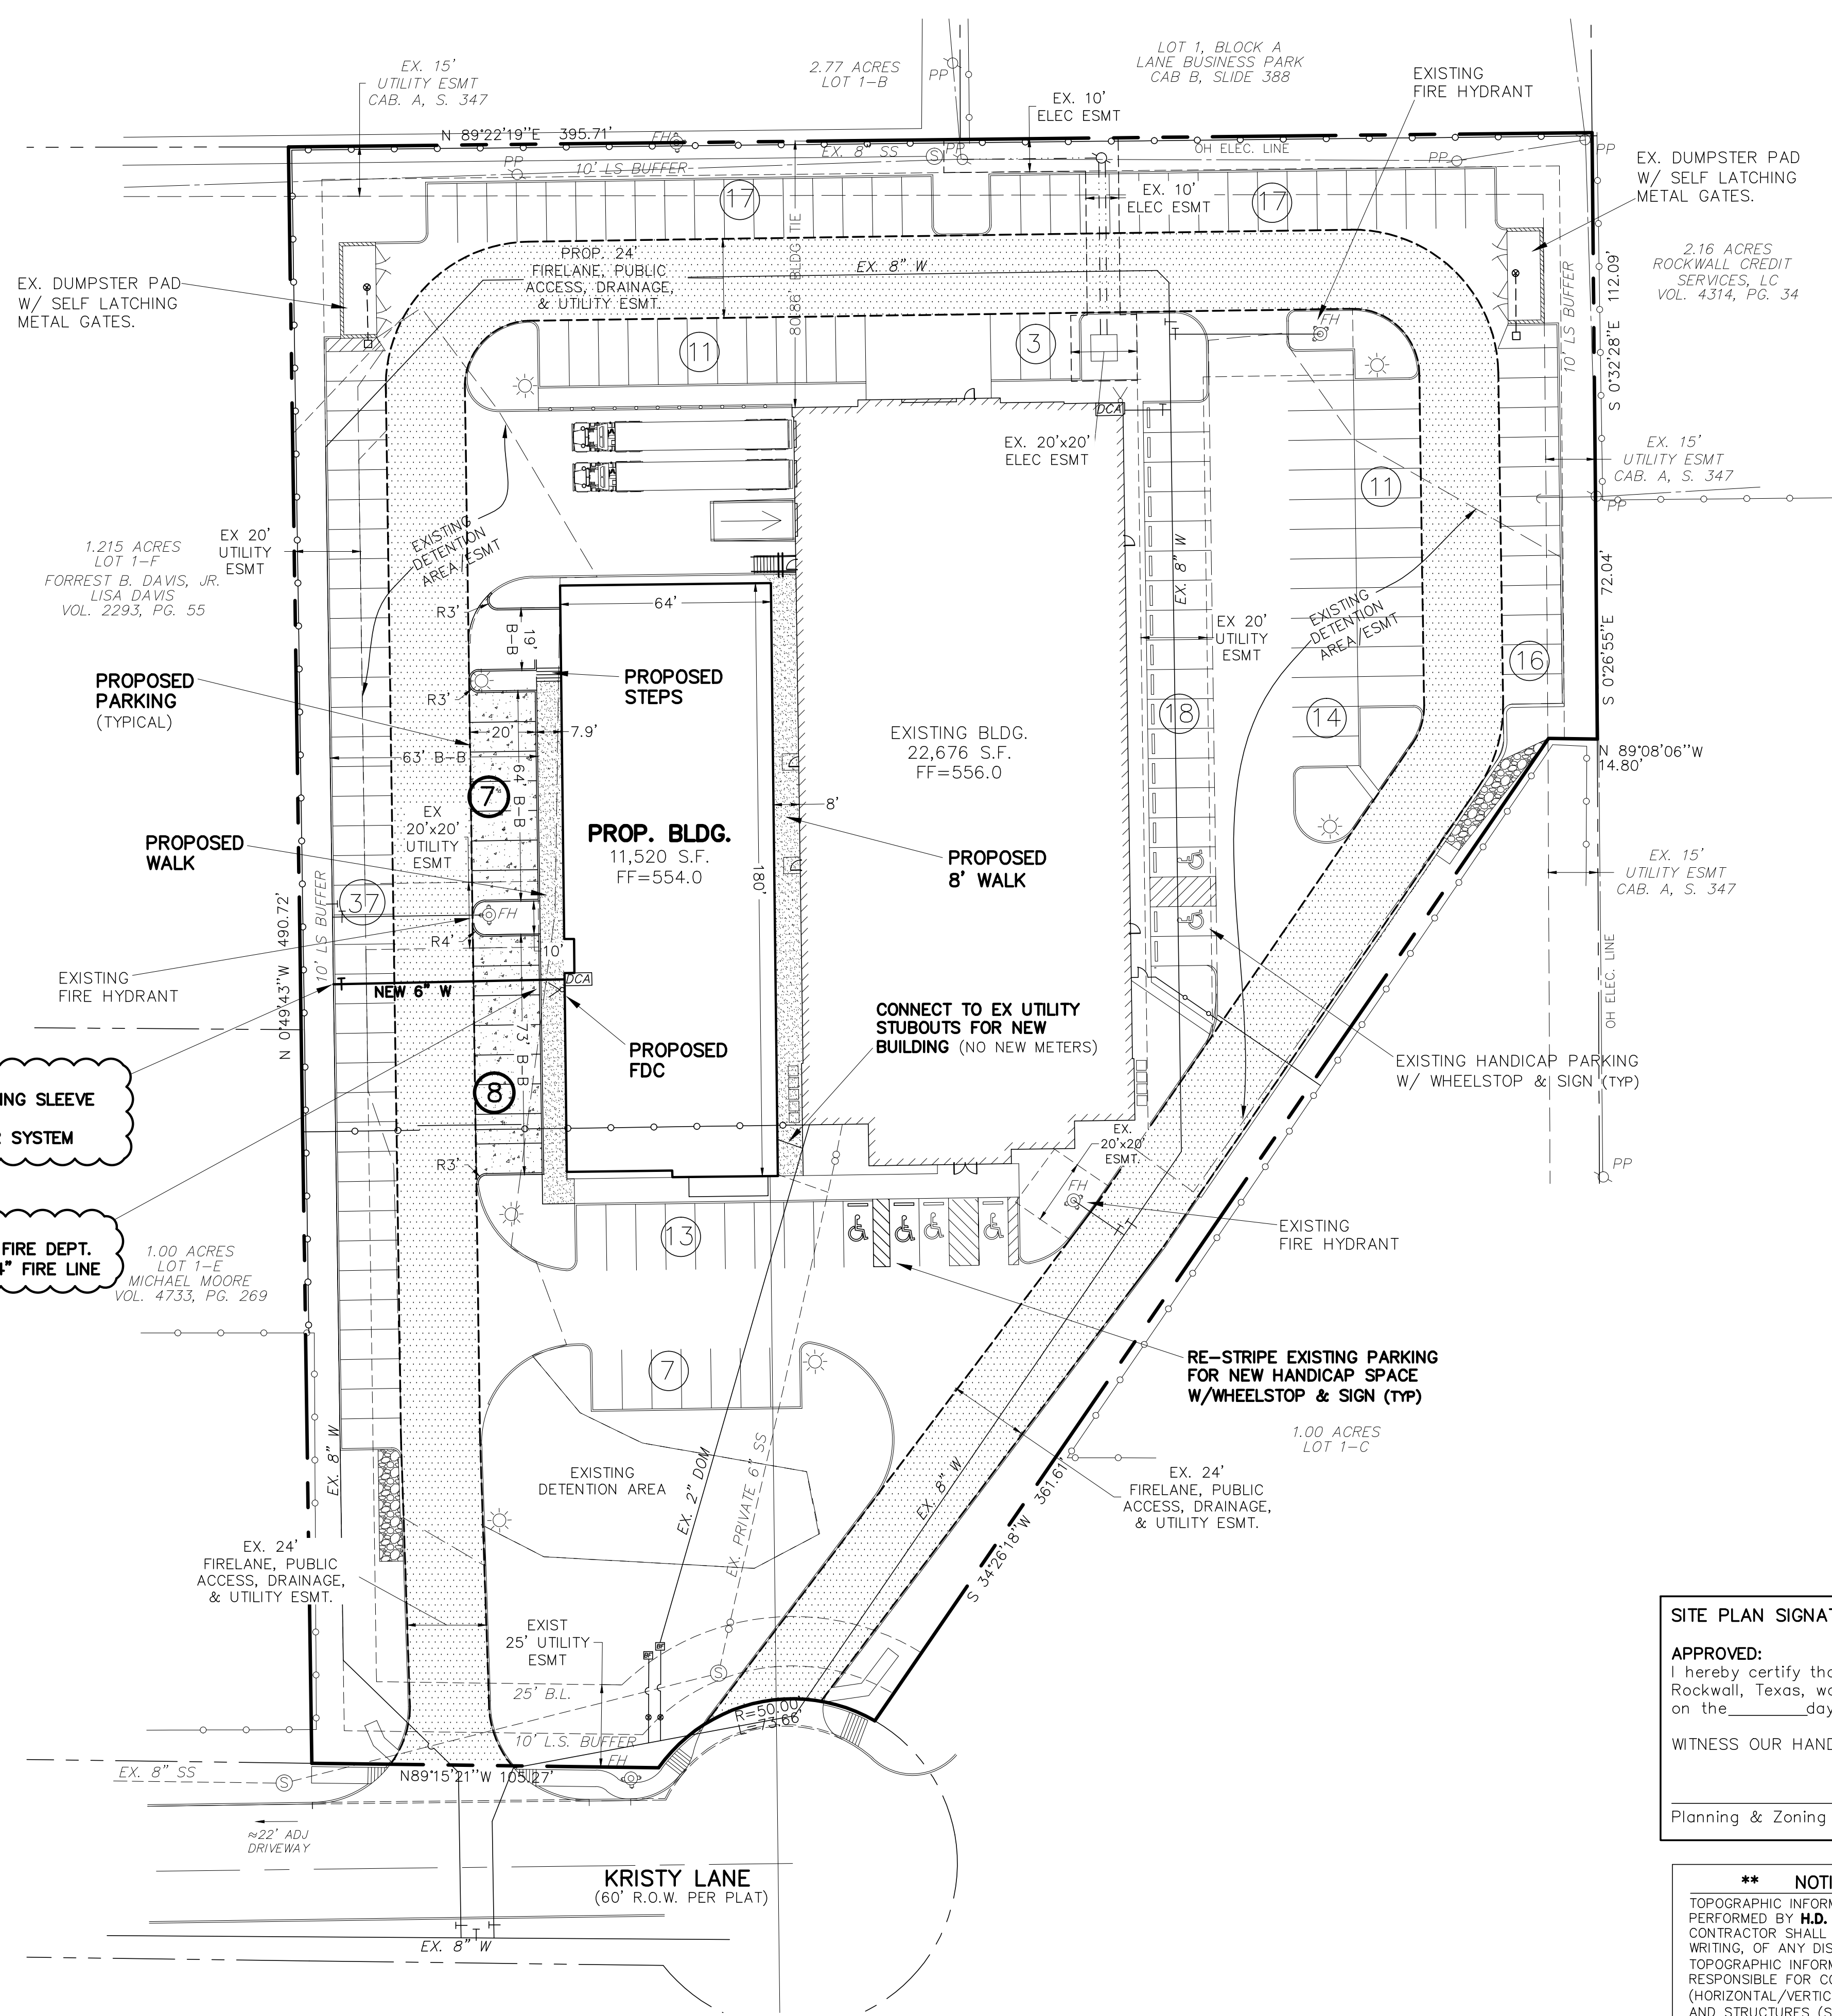 EX. 15'
UTILITY ESMT
CAB. A, S. 347
2.77 ACRES
LOT 1-B
LOT 1, BLOCK A
LANE BUSINESS PARK
CAB B, SLIDE 388
PP
EX. 10'
ELEC ESMT
EXISTING
FIRE HYDRANT
N 89°22'19"E 395.71'
FH
EX. 8" SS
S
PP
OH ELEC. LINE
PP
PP
PP
10' LS BUFFER
EX. DUMPSTER PAD
W/ SELF LATCHING
METAL GATES.
17
EX. 10'
ELEC ESMT
17
EX. DUMPSTER PAD
W/ SELF LATCHING
METAL GATES.
80.86' BLDG TIE
PROP. 24'
FIRELANE, PUBLIC
ACCESS, DRAINAGE,
& UTILITY ESMT.
EX. 8" W
10' LS BUFFER
S 0°32'28"E 112.09'
2.16 ACRES
ROCKWALL CREDIT
SERVICES, LC
VOL. 4314, PG. 34
11
3
FH
DCA
EX. 20'x20'
ELEC ESMT
EX. 15'
UTILITY ESMT
CAB. A, S. 347
PP
11
1.215 ACRES
LOT 1-F
FORREST B. DAVIS, JR.
LISA DAVIS
VOL. 2293, PG. 55
EX 20'
UTILITY
ESMT
EXISTING
DETENTION
AREA/ESMT
R3'
64'
19'
B-B
EX. 8" W
EX 20'
UTILITY
ESMT
EXISTING
DETENTION
AREA/ESMT
S 0°26'55"E 72.04'
16
PROPOSED
PARKING
(TYPICAL)
R3'
PROPOSED
STEPS
20'
7.9'
63' B-B
64' B-B
7
EXISTING BLDG.
22,676 S.F.
FF=556.0
18
14
N 89°08'06"W
14.80'
EX
20'x20'
UTILITY
ESMT
PROP. BLDG.
11,520 S.F.
FF=554.0
180'
8'
PROPOSED
WALK
PROPOSED
8' WALK
EX. 15'
UTILITY ESMT
CAB. A, S. 347
37
10' LS BUFFER
N 0°49'43"W 490.72'
FH
R4'
10'
OH ELEC. LINE
EXISTING
FIRE HYDRANT
NEW 6" W
DCA
73' B-B
PROPOSED
FDC
CONNECT TO EX UTILITY
STUBOUTS FOR NEW
BUILDING (NO NEW METERS)
EXISTING HANDICAP PARKING
W/ WHEELSTOP & SIGN (TYP)
ING SLEEVE
SYSTEM
8
R3'
EX.
20'x20'
ESMT.
FH
PP
FIRE DEPT.
4" FIRE LINE
1.00 ACRES
LOT 1-E
MICHAEL MOORE
VOL. 4733, PG. 269
13
EXISTING
FIRE HYDRANT
7
RE-STRIPE EXISTING PARKING
FOR NEW HANDICAP SPACE
W/WHEELSTOP & SIGN (TYP)
1.00 ACRES
LOT 1-C
EX. 8" W
EXISTING
DETENTION AREA
EX. 2" DOM
EX. PRIVATE 6" SS
EX. 8" W
S 34°26'18"W 361.61'
EX. 24'
FIRELANE, PUBLIC
ACCESS, DRAINAGE,
& UTILITY ESMT.
EX. 24'
FIRELANE, PUBLIC
ACCESS, DRAINAGE,
& UTILITY ESMT.
EXIST
25' UTILITY
ESMT
25' B.L.
S
R=50.00'
L=73.66'
10' L.S. BUFFER
FH
EX. 8" SS
S
N89°15'21"W 105.27'
≈22' ADJ
DRIVEWAY
KRISTY LANE
(60' R.O.W. PER PLAT)
EX. 8" W
SITE PLAN SIGNAT
APPROVED:
I hereby certify tha
Rockwall, Texas, wa
on the________day
WITNESS OUR HAND
Planning & Zoning
** NOTI
TOPOGRAPHIC INFORM
PERFORMED BY H.D.
CONTRACTOR SHALL
WRITING, OF ANY DIS
TOPOGRAPHIC INFORM
RESPONSIBLE FOR CO
(HORIZONTAL/VERTIC
AND STRUCTURES (S